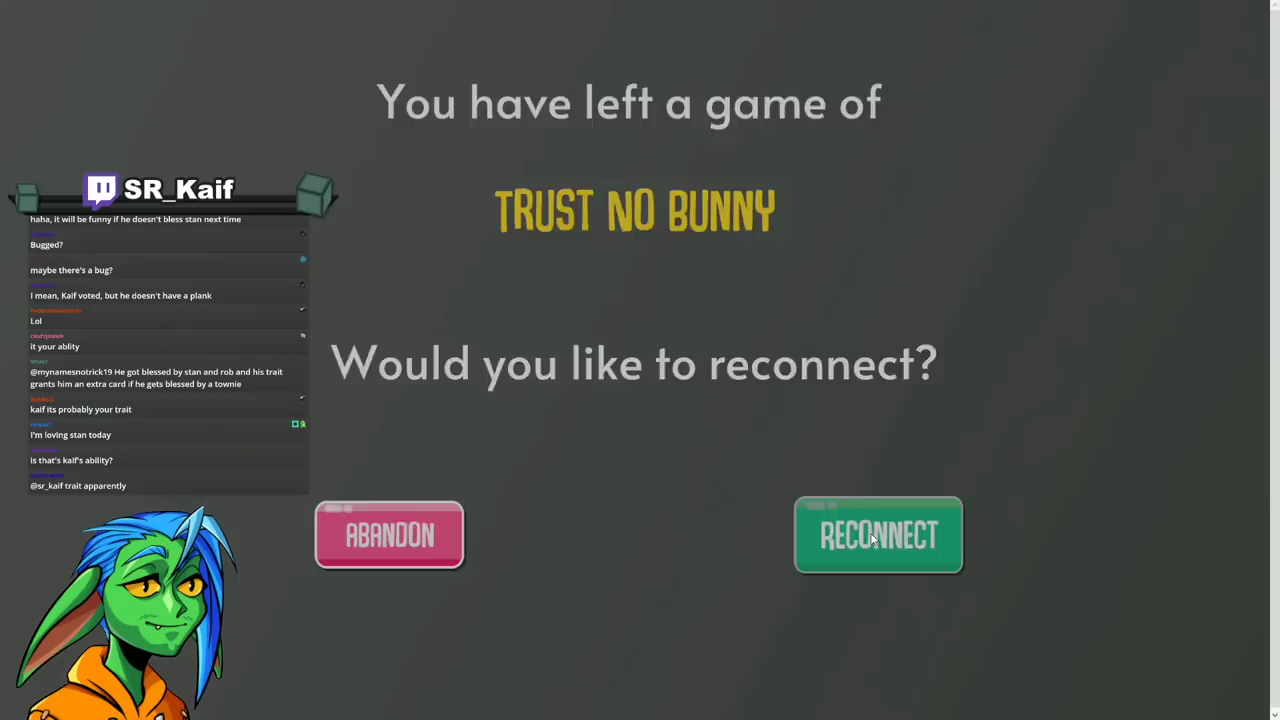 You have left a game of
TRUST NO BUNNY
Would you like to reconnect?
ABANDON
RECONNECT
SR_Kaif
haha, it will be funny if he doesn't bless stan next time
Bugged?
maybe there's a bug?
I mean, Kaif voted, but he doesn't have a plank
Lol
it your ablity
@mynamesnotrick19 He got blessed by stan and rob and his trait
grants him an extra card if he gets blessed by a townie
kaif its probably your trait
I'm loving stan today
is that's kaif's ability?
@sr_kaif trait apparently